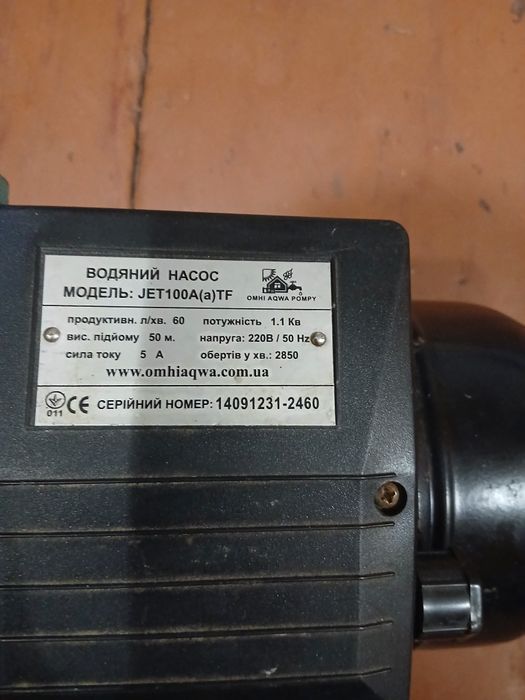 ВОДЯНИЙ НАСОС
МОДЕЛЬ: JET100A(a)TF
OMHI AQWA POMPY
продуктивн. л/хв. 60 потужність 1.1 Кв
вис. підйому 50 м. напруга: 220В / 50 Hz
сила току 5 А обертів у хв.: 2850
www.omhiaqwa.com.ua
011 CE СЕРІЙНИЙ НОМЕР: 14091231-2460